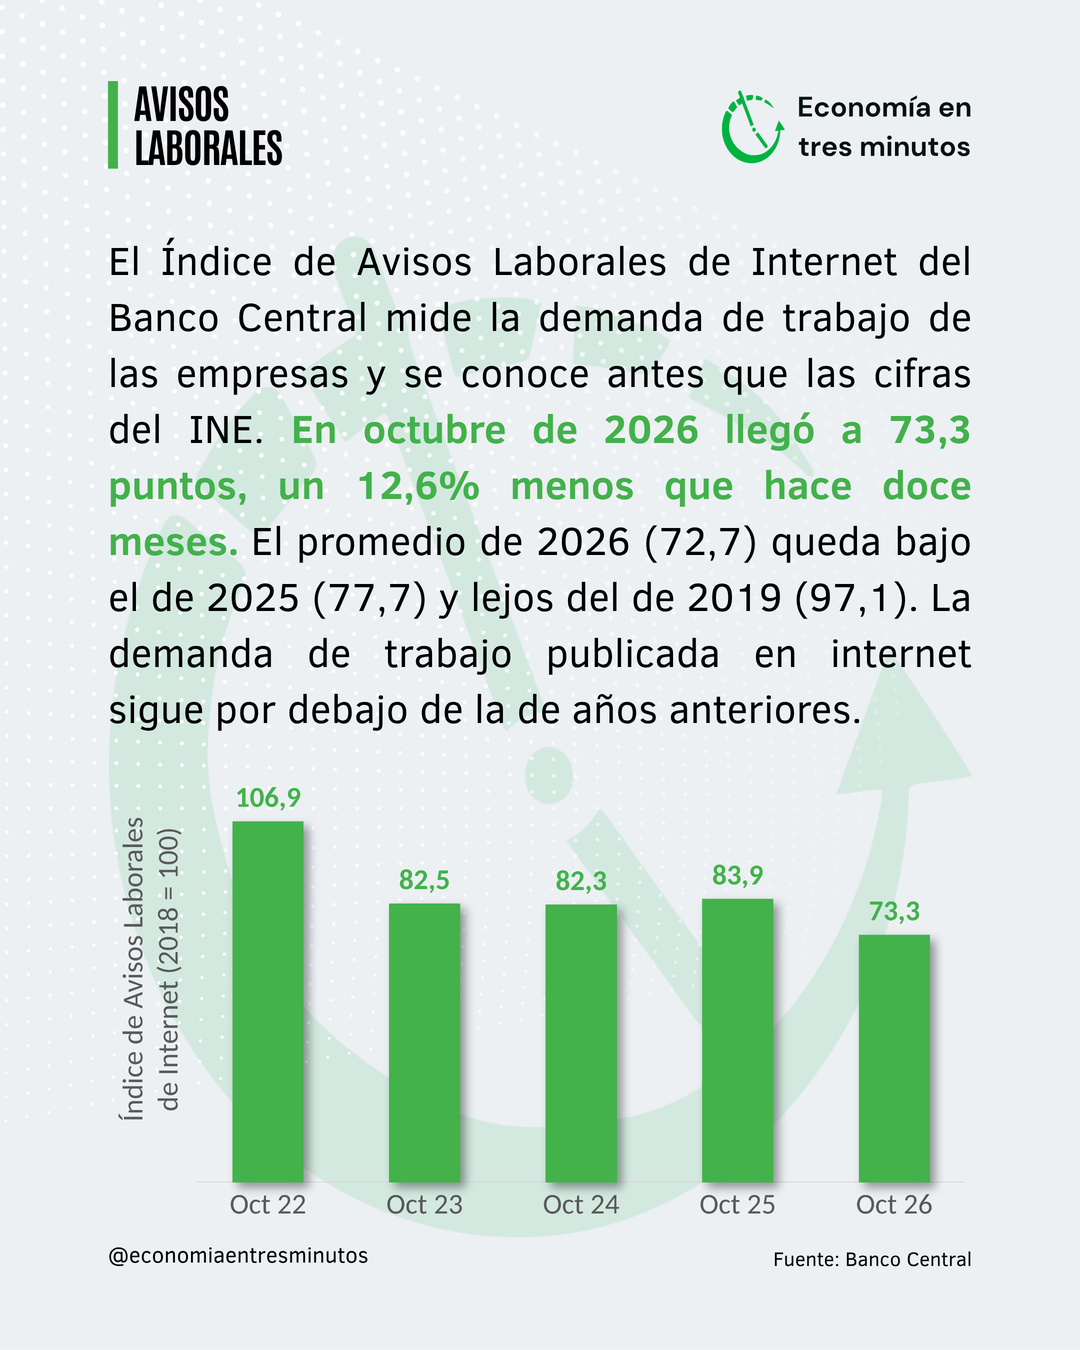 AVISOS
LABORALES
Economía en
tres minutos
El Índice de Avisos Laborales de Internet del
Banco Central mide la demanda de trabajo de
las empresas y se conoce antes que las cifras
del INE. En octubre de 2026 llegó a 73,3
puntos, un 12,6% menos que hace doce
meses. El promedio de 2026 (72,7) queda bajo
el de 2025 (77,7) y lejos del de 2019 (97,1). La
demanda de trabajo publicada en internet
sigue por debajo de la de años anteriores.
Índice de Avisos Laborales
de Internet (2018 = 100)
106,9
82,5
82,3
83,9
73,3
Oct 22
Oct 23
Oct 24
Oct 25
Oct 26
@economiaentresminutos
Fuente: Banco Central